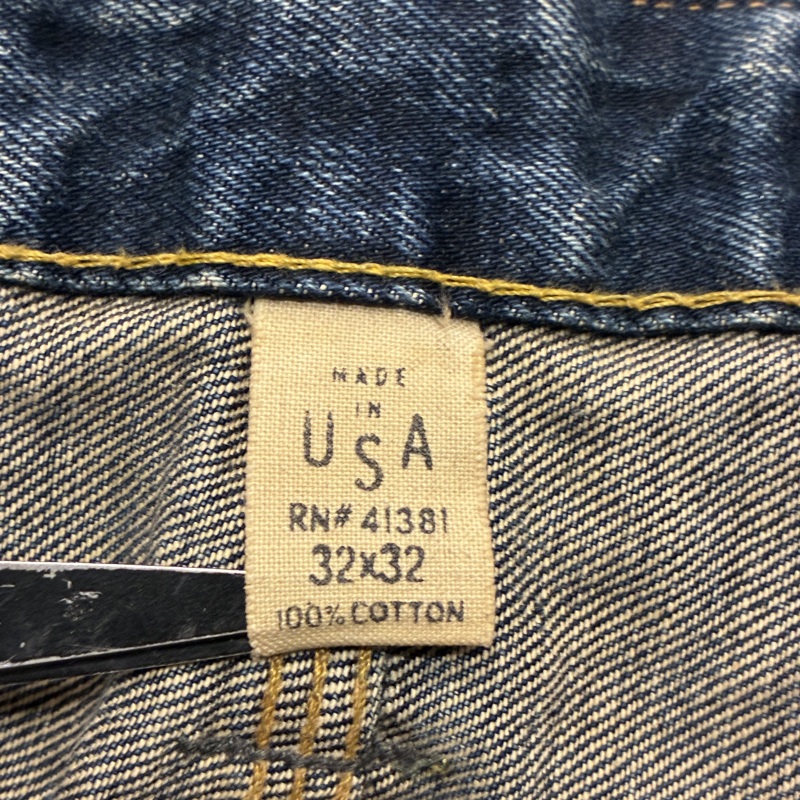 MADE
IN
USA
RN# 41381
32x32
100% COTTON